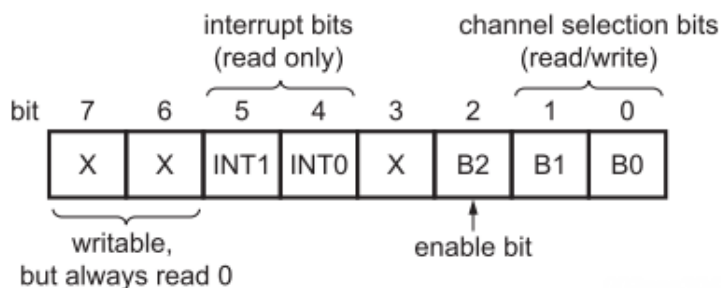 interrupt bits channel selection bits
(read only) (read/write)
bit 7 6 5 4 3 2 1 0
X X INT1 INT0 X B2 B1 B0
writable, enable bit
but always read 0